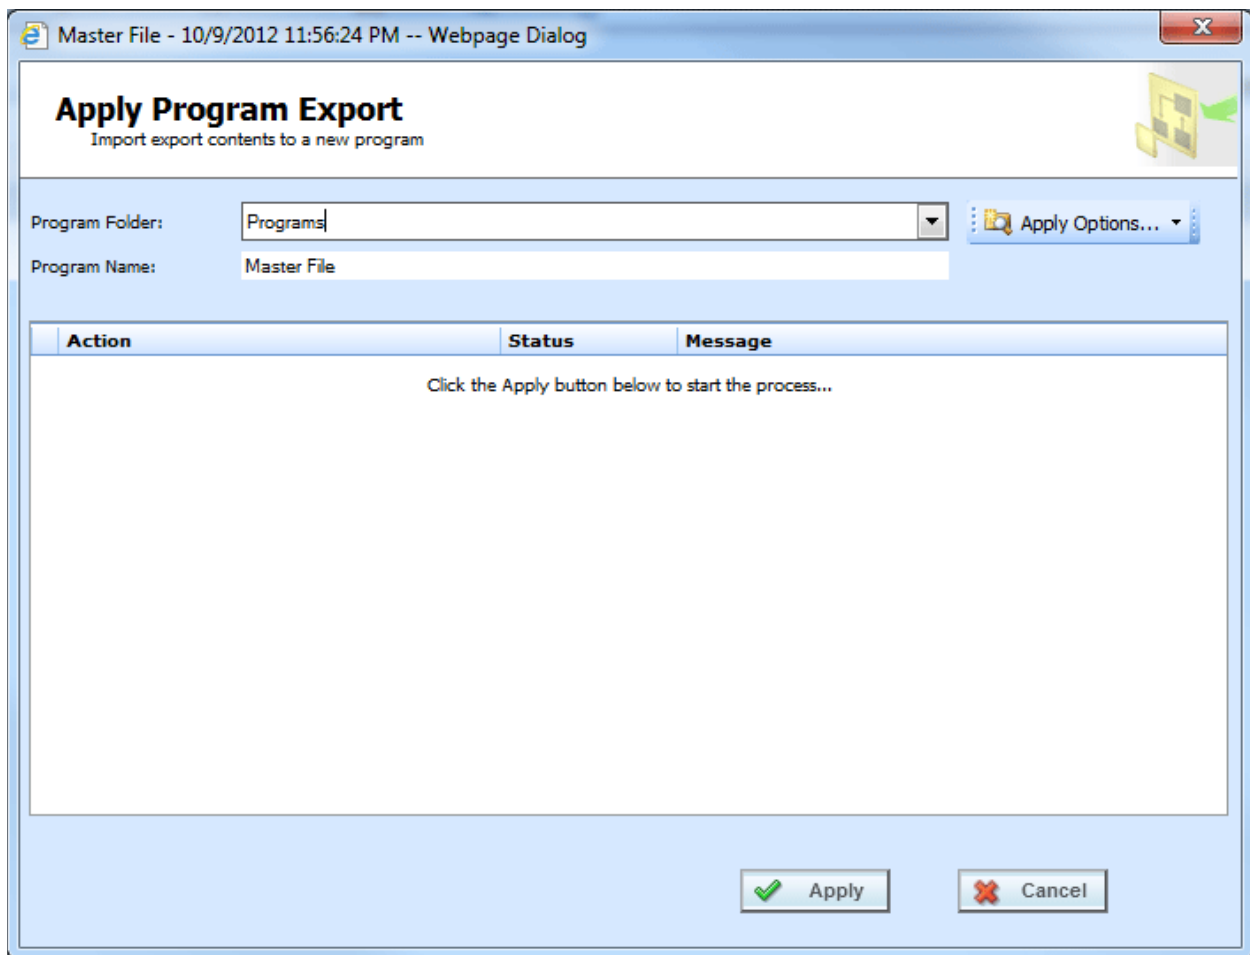 Master File - 10/9/2012 11:56:24 PM -- Webpage Dialog
Apply Program Export
Import export contents to a new program
Program Folder: Programs Apply Options...
Program Name: Master File
Action Status Message
Click the Apply button below to start the process...
Apply Cancel